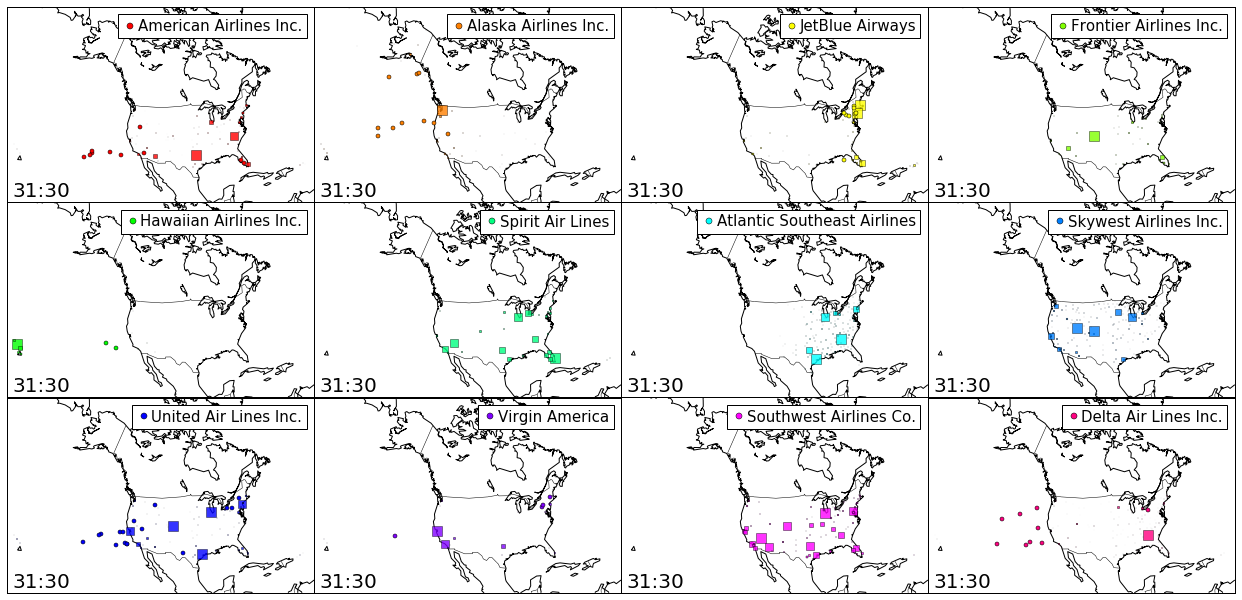 American Airlines Inc.
31:30
Alaska Airlines Inc.
31:30
JetBlue Airways
31:30
Frontier Airlines Inc.
31:30
Hawaiian Airlines Inc.
31:30
Spirit Air Lines
31:30
Atlantic Southeast Airlines
31:30
Skywest Airlines Inc.
31:30
United Air Lines Inc.
31:30
Virgin America
31:30
Southwest Airlines Co.
31:30
Delta Air Lines Inc.
31:30